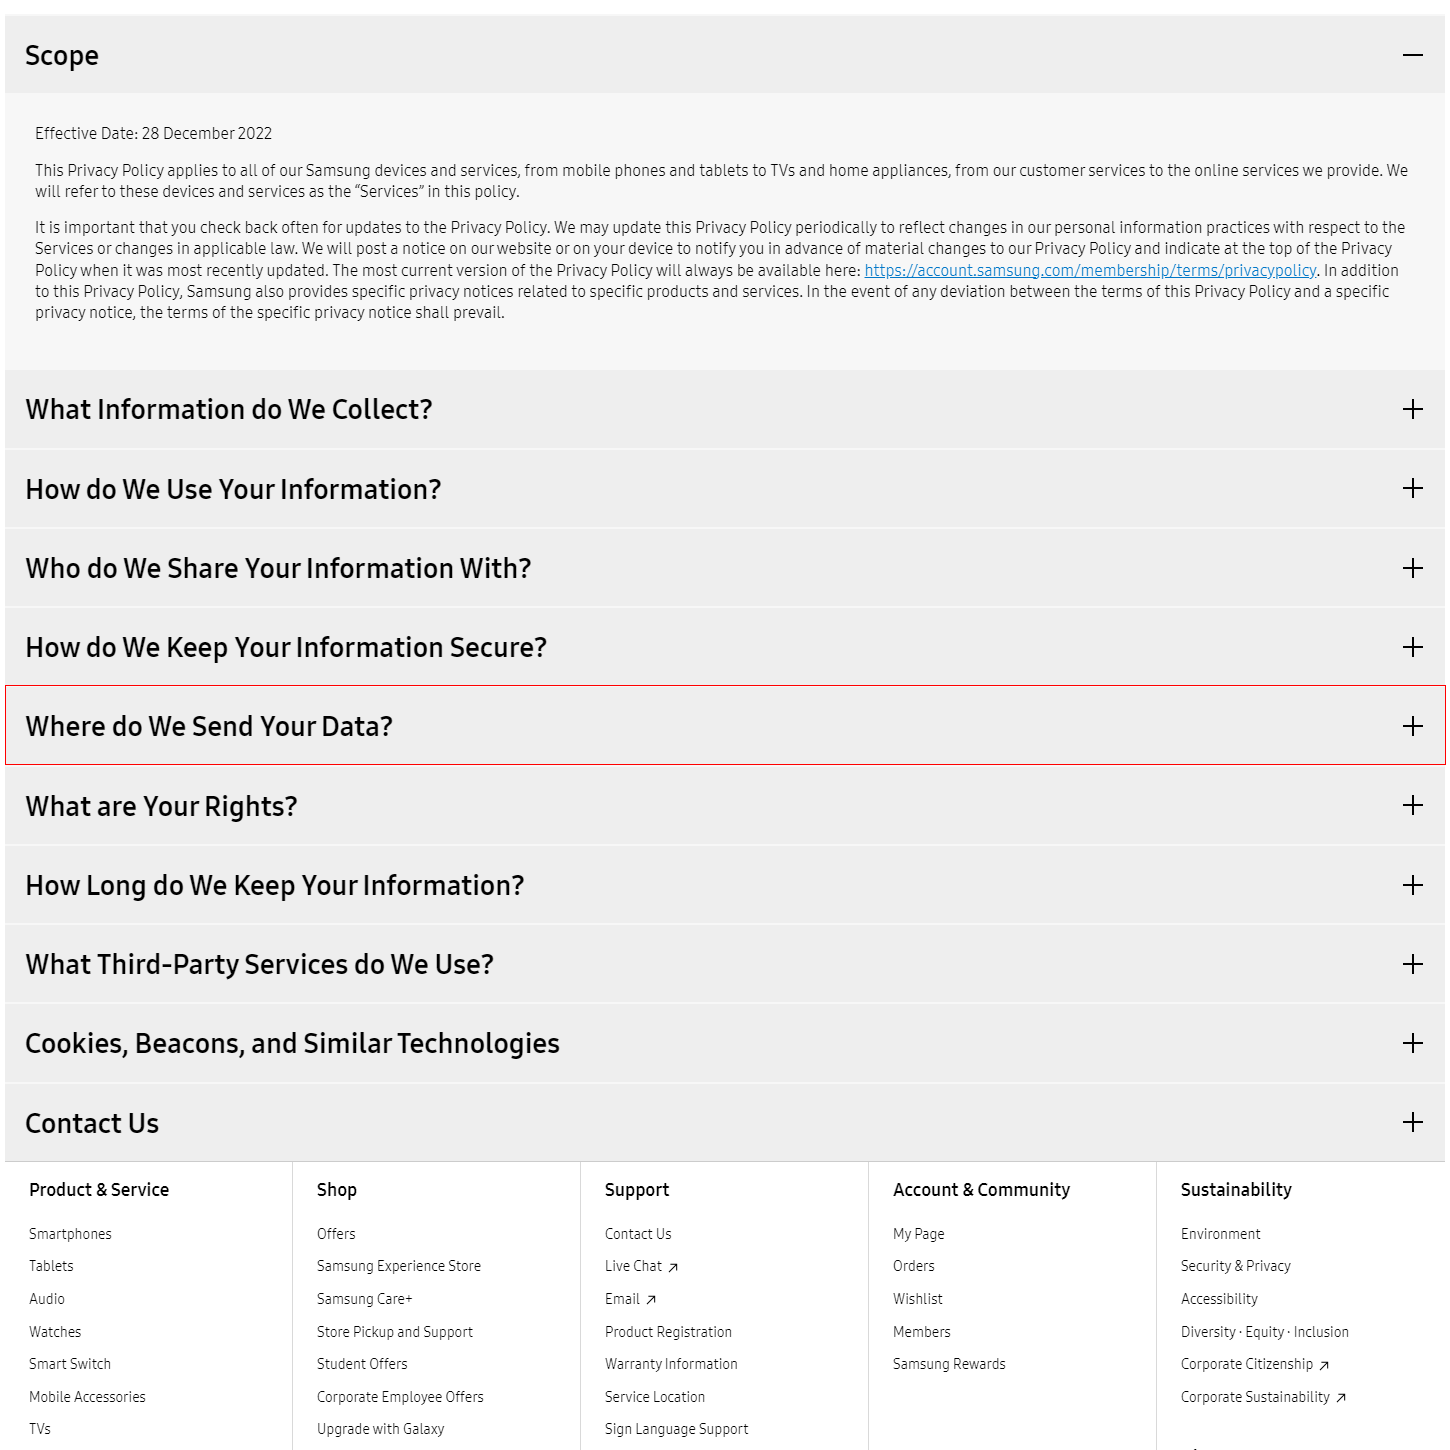 Scope
Effective Date: 28 December 2022
This Privacy Policy applies to all of our Samsung devices and services, from mobile phones and tablets to TVs and home appliances, from our customer services to the online services we provide. We
will refer to these devices and services as the “Services” in this policy.
It is important that you check back often for updates to the Privacy Policy. We may update this Privacy Policy periodically to reflect changes in our personal information practices with respect to the
Services or changes in applicable law. We will post a notice on our website or on your device to notify you in advance of material changes to our Privacy Policy and indicate at the top of the Privacy
Policy when it was most recently updated. The most current version of the Privacy Policy will always be available here: https://account.samsung.com/membership/terms/privacypolicy. In addition
to this Privacy Policy, Samsung also provides specific privacy notices related to specific products and services. In the event of any deviation between the terms of this Privacy Policy and a specific
privacy notice, the terms of the specific privacy notice shall prevail.
What Information do We Collect?
How do We Use Your Information?
Who do We Share Your Information With?
How do We Keep Your Information Secure?
Where do We Send Your Data?
What are Your Rights?
How Long do We Keep Your Information?
What Third-Party Services do We Use?
Cookies, Beacons, and Similar Technologies
Contact Us
Product & Service
Smartphones
Tablets
Audio
Watches
Smart Switch
Mobile Accessories
TVs
Shop
Offers
Samsung Experience Store
Samsung Care+
Store Pickup and Support
Student Offers
Corporate Employee Offers
Upgrade with Galaxy
Support
Contact Us
Live Chat
Email
Product Registration
Warranty Information
Service Location
Sign Language Support
Account & Community
My Page
Orders
Wishlist
Members
Samsung Rewards
Sustainability
Environment
Security & Privacy
Accessibility
Diversity · Equity · Inclusion
Corporate Citizenship
Corporate Sustainability